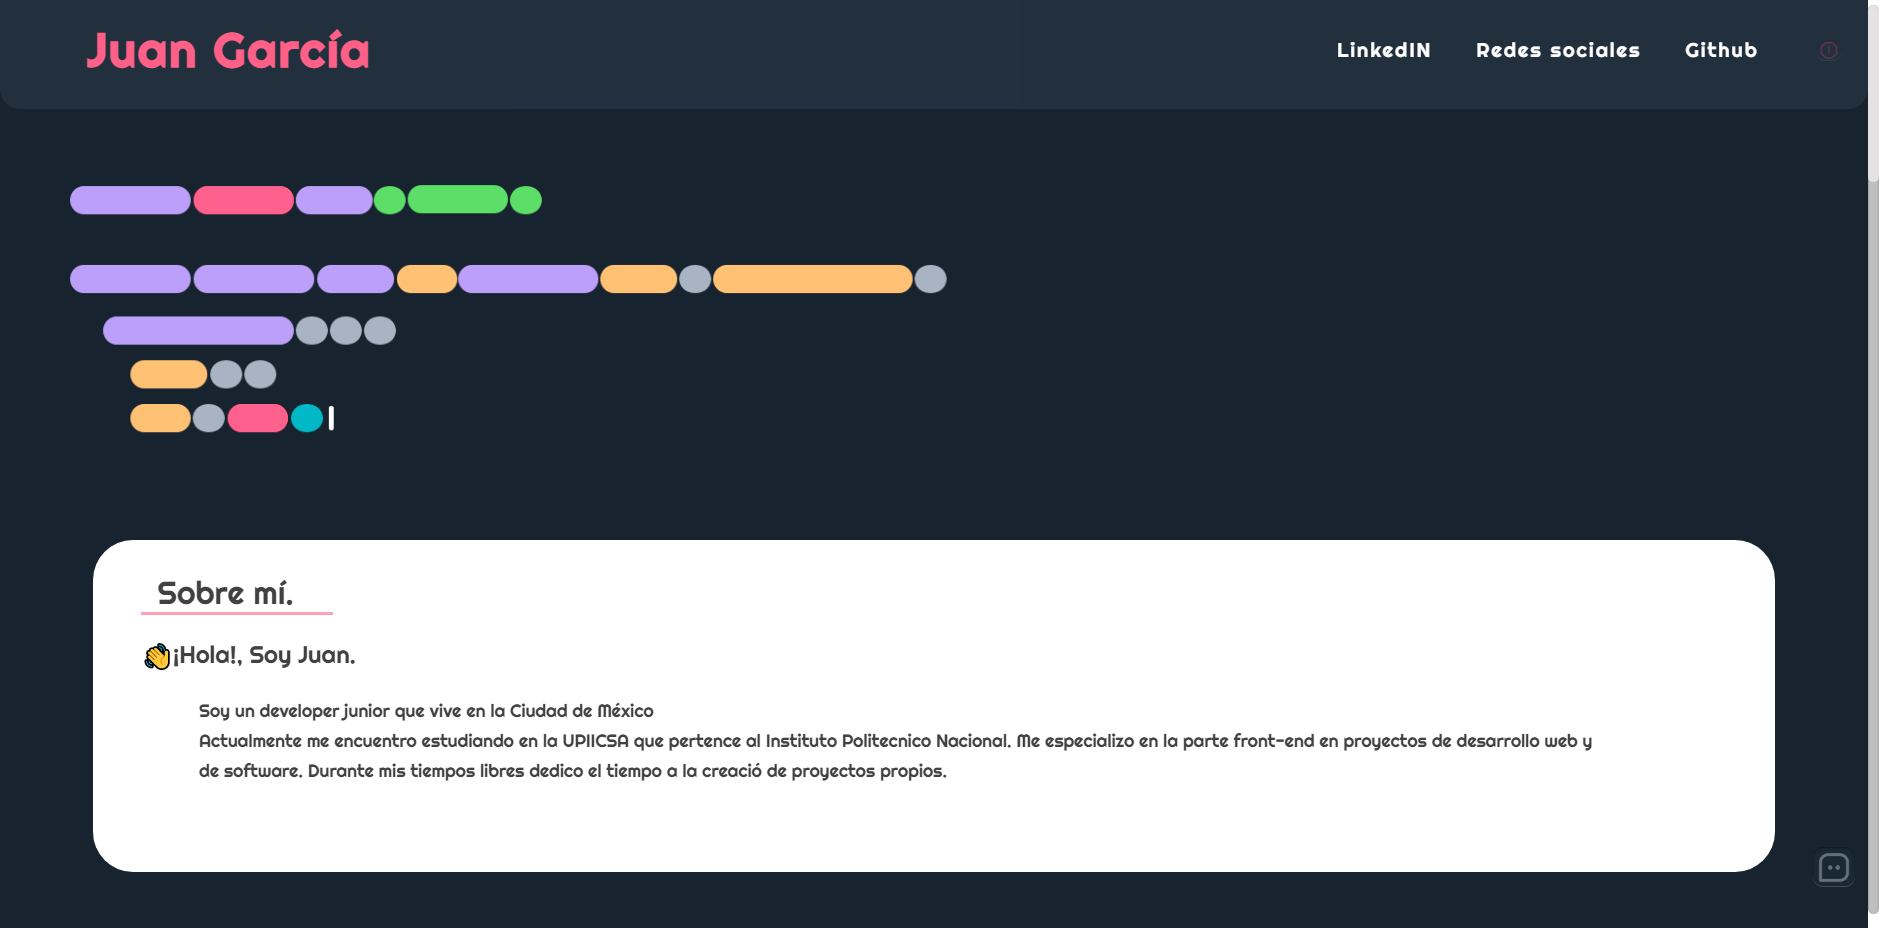 Juan García
LinkedIN
Redes sociales
Github
Sobre mí.
¡Hola!, Soy Juan.
Soy un developer junior que vive en la Ciudad de México
Actualmente me encuentro estudiando en la UPIICSA que pertence al Instituto Politecnico Nacional. Me especializo en la parte front-end en proyectos de desarrollo web y
de software. Durante mis tiempos libres dedico el tiempo a la creació de proyectos propios.